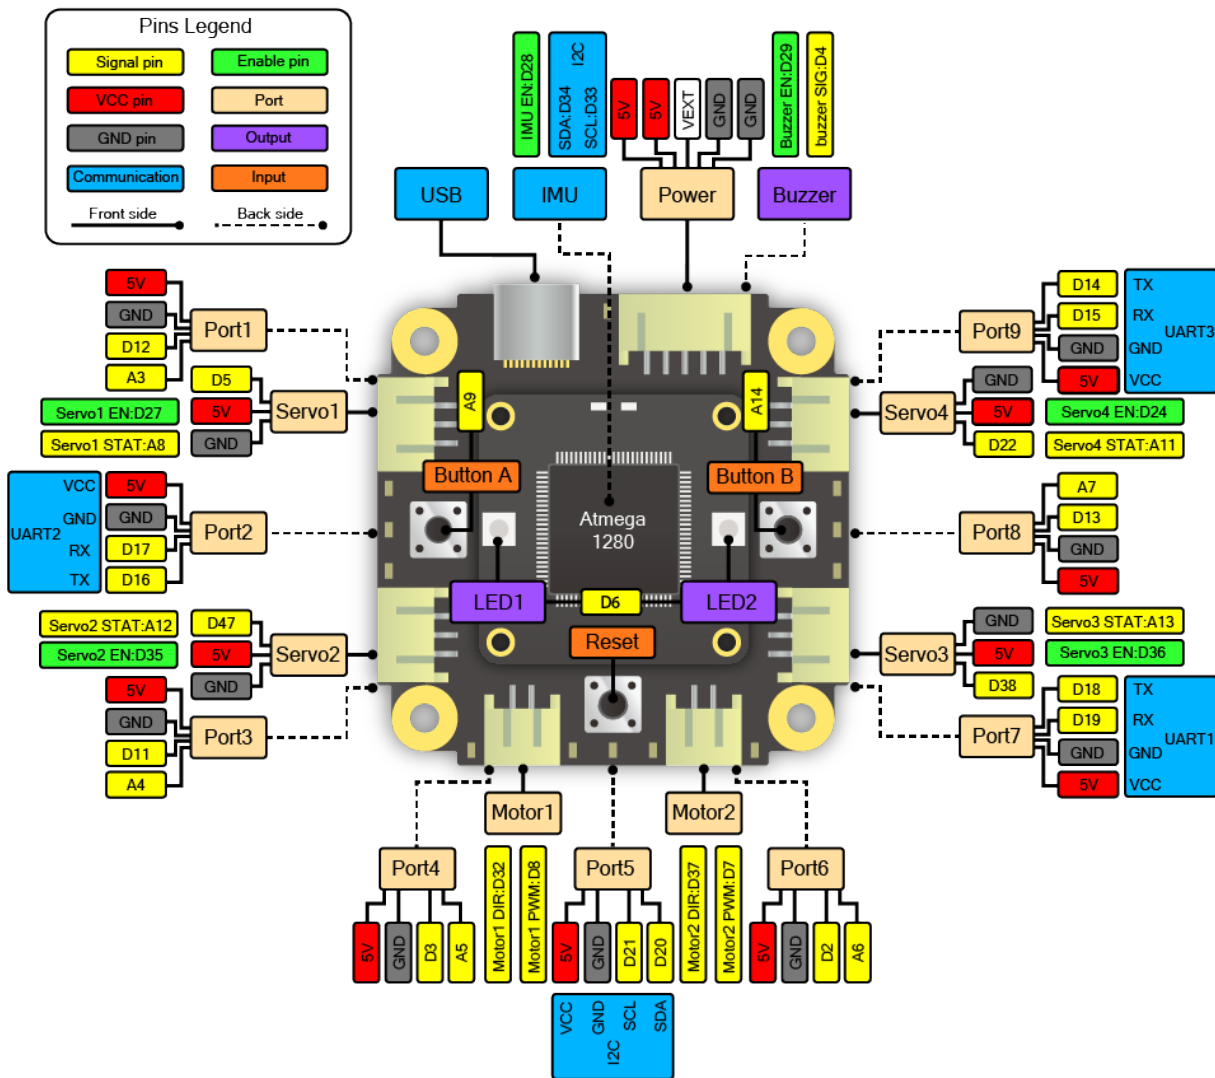 Pins Legend
Signal pin
Enable pin
VCC pin
Port
GND pin
Output
Communication
Input
Front side
Back side
IMU EN:D28
SDA:D34
SCL:D33
I2C
5V
5V
VEXT
GND
GND
Buzzer EN:D29
buzzer SIG:D4
USB
IMU
Power
Buzzer
5V
GND
D12
A3
Port1
D5
5V
GND
Servo1 EN:D27
Servo1 STAT:A8
Servo1
UART2
VCC
GND
RX
TX
5V
GND
D17
D16
Port2
Servo2 STAT:A12
Servo2 EN:D35
D47
5V
GND
Servo2
5V
GND
D11
A4
Port3
A9
A14
Button A
Button B
Atmega
1280
LED1
D6
LED2
Reset
Port9
D14
D15
GND
5V
TX
RX
GND
VCC
UART3
Servo4
GND
5V
D22
Servo4 EN:D24
Servo4 STAT:A11
Port8
A7
D13
GND
5V
Servo3
GND
5V
D38
Servo3 STAT:A13
Servo3 EN:D36
Port7
D18
D19
GND
5V
TX
RX
GND
VCC
UART1
Motor1
Motor2
Port4
5V
GND
D3
A5
Motor1 DIR:D32
Motor1 PWM:D8
Port5
5V
GND
D21
D20
VCC
GND
SCL
SDA
I2C
Motor2 DIR:D37
Motor2 PWM:D7
Port6
5V
GND
D2
A6